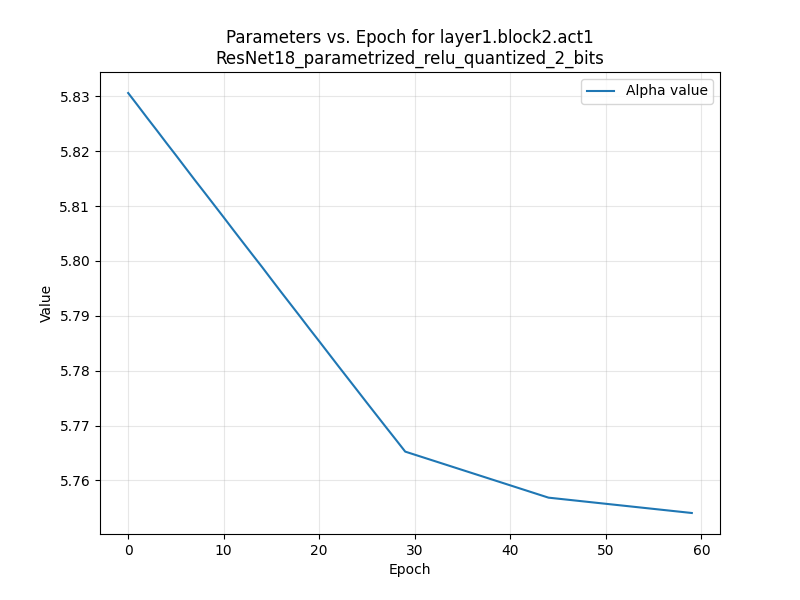 Parameters vs. Epoch for layer1.block2.act1
ResNet18_parametrized_relu_quantized_2_bits
Alpha value
5.83
5.82
5.81
5.80
5.79
5.78
5.77
5.76
Value
0 10 20 30 40 50 60
Epoch